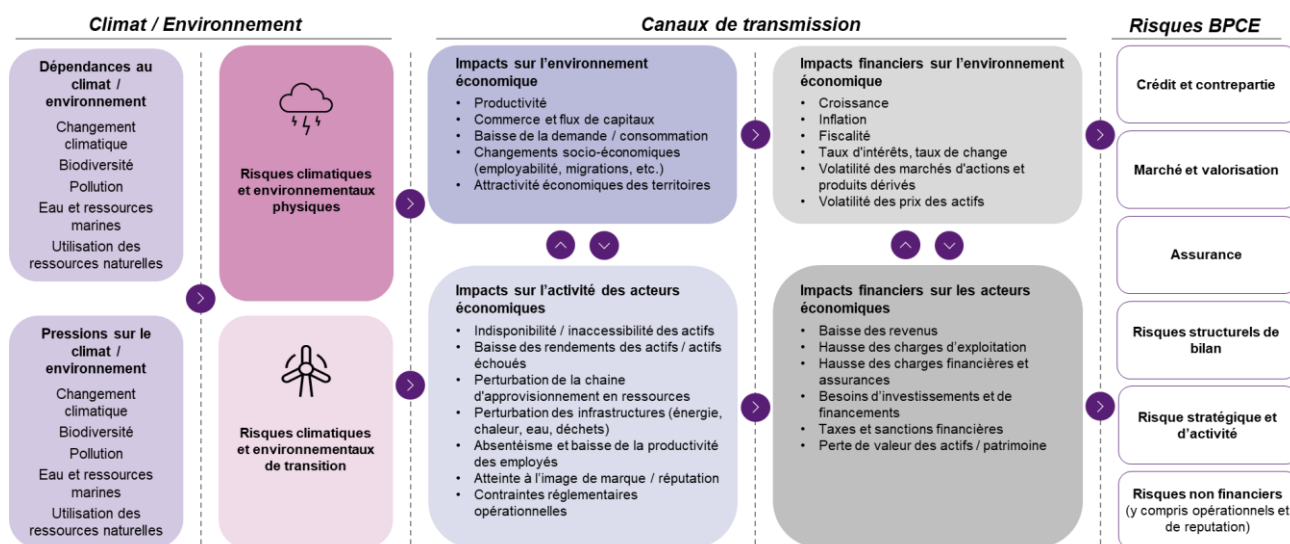 Climat / Environnement
Canaux de transmission
Risques BPCE
Dépendances au
climat /
environnement
Changement
climatique
Biodiversité
Pollution
Eau et ressources
marines
Utilisation des
ressources naturelles
Pressions sur le
climat /
environnement
Changement
climatique
Biodiversité
Pollution
Eau et ressources
marines
Utilisation des
ressources naturelles
Risques climatiques
et environnementaux
physiques
Risques climatiques
et environnementaux
de transition
Impacts sur l'environnement
économique
• Productivité
• Commerce et flux de capitaux
• Baisse de la demande / consommation
• Changements socio-économiques
(employabilité, migrations, etc.)
• Attractivité économiques des territoires
Impacts sur l'activité des acteurs
économiques
• Indisponibilité / inaccessibilité des actifs
• Baisse des rendements des actifs / actifs
échoués
• Perturbation de la chaine
d'approvisionnement en ressources
• Perturbation des infrastructures (énergie,
chaleur, eau, déchets)
• Absentéisme et baisse de la productivité
des employés
• Atteinte à l'image de marque / réputation
• Contraintes réglementaires
opérationnelles
Impacts financiers sur l'environnement
économique
• Croissance
• Inflation
• Fiscalité
• Taux d'intérêts, taux de change
• Volatilité des marchés d'actions et
produits dérivés
• Volatilité des prix des actifs
Impacts financiers sur les acteurs
économiques
• Baisse des revenus
• Hausse des charges d'exploitation
• Hausse des charges financières et
assurances
• Besoins d'investissements et de
financements
• Taxes et sanctions financières
• Perte de valeur des actifs / patrimoine
Crédit et contrepartie
Marché et valorisation
Assurance
Risques structurels de
bilan
Risque stratégique et
d'activité
Risques non financiers
(y compris opérationnels et
de reputation)